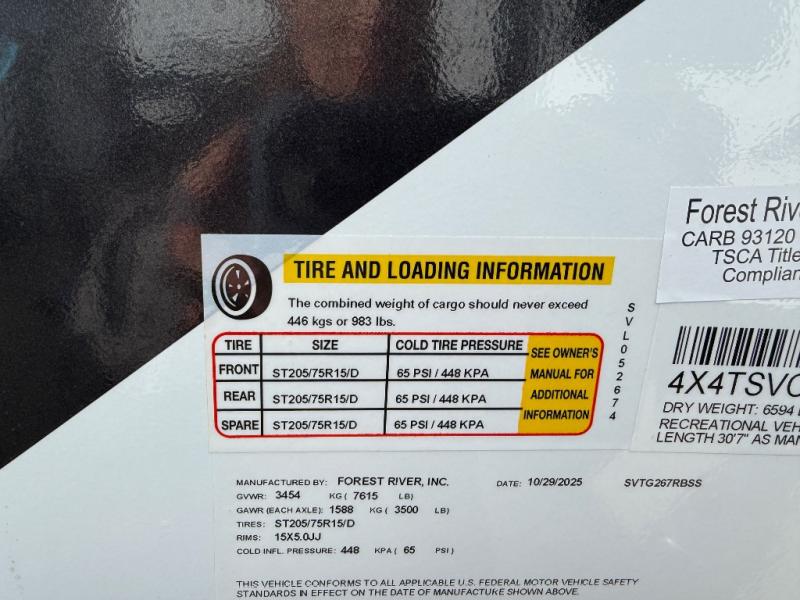 TIRE AND LOADING INFORMATION
The combined weight of cargo should never exceed
446 kgs or 983 lbs.
TIRE SIZE COLD TIRE PRESSURE
FRONT ST205/75R15/D 65 PSI / 448 KPA
REAR ST205/75R15/D 65 PSI / 448 KPA
SPARE ST205/75R15/D 65 PSI / 448 KPA
SEE OWNER'S
MANUAL FOR
ADDITIONAL
INFORMATION
SVL052674
Forest Riv
CARB 93120
TSCA Title
Complian
4X4TSVC
DRY WEIGHT: 6594
RECREATIONAL VEH
LENGTH 30'7" AS MAN
MANUFACTURED BY: FOREST RIVER, INC. DATE: 10/29/2025 SVTG267RBSS
GVWR: 3454 KG ( 7615 LB)
GAWR (EACH AXLE): 1588 KG ( 3500 LB)
TIRES: ST205/75R15/D
RIMS: 15X5.0JJ
COLD INFL. PRESSURE: 448 KPA ( 65 PSI )
THIS VEHICLE CONFORMS TO ALL APPLICABLE U.S. FEDERAL MOTOR VEHICLE SAFETY
STANDARDS IN EFFECT ON THE DATE OF MANUFACTUKE SHOWN ABOVE.